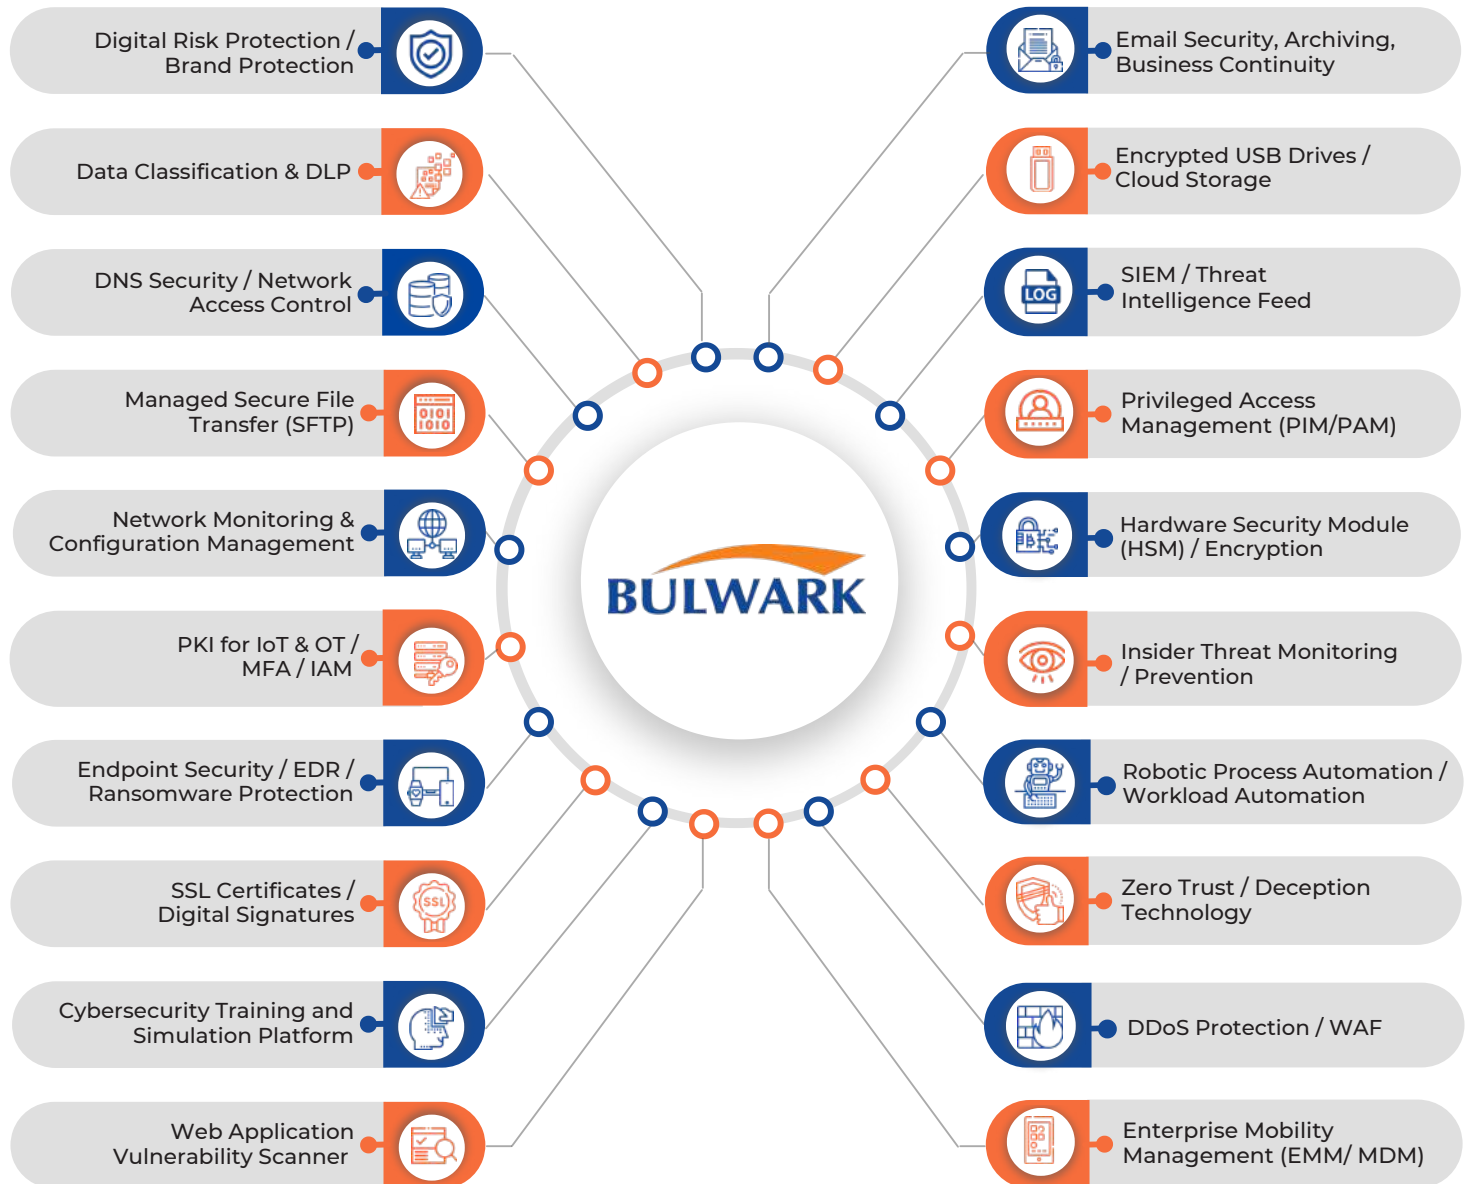 Digital Risk Protection /
Brand Protection
Data Classification & DLP
DNS Security / Network
Access Control
Managed Secure File
Transfer (SFTP)
0101
1010
Network Monitoring &
Configuration Management
PKI for IoT & OT /
MFA / IAM
Endpoint Security / EDR /
Ransomware Protection
SSL Certificates /
Digital Signatures
SSL
Cybersecurity Training and
Simulation Platform
Web Application
Vulnerability Scanner
BULWARK
Email Security, Archiving,
Business Continuity
Encrypted USB Drives /
Cloud Storage
LOG
SIEM / Threat
Intelligence Feed
Privileged Access
Management (PIM/PAM)
Hardware Security Module
(HSM) / Encryption
Insider Threat Monitoring
/ Prevention
Robotic Process Automation /
Workload Automation
Zero Trust / Deception
Technology
DDoS Protection / WAF
Enterprise Mobility
Management (EMM/ MDM)